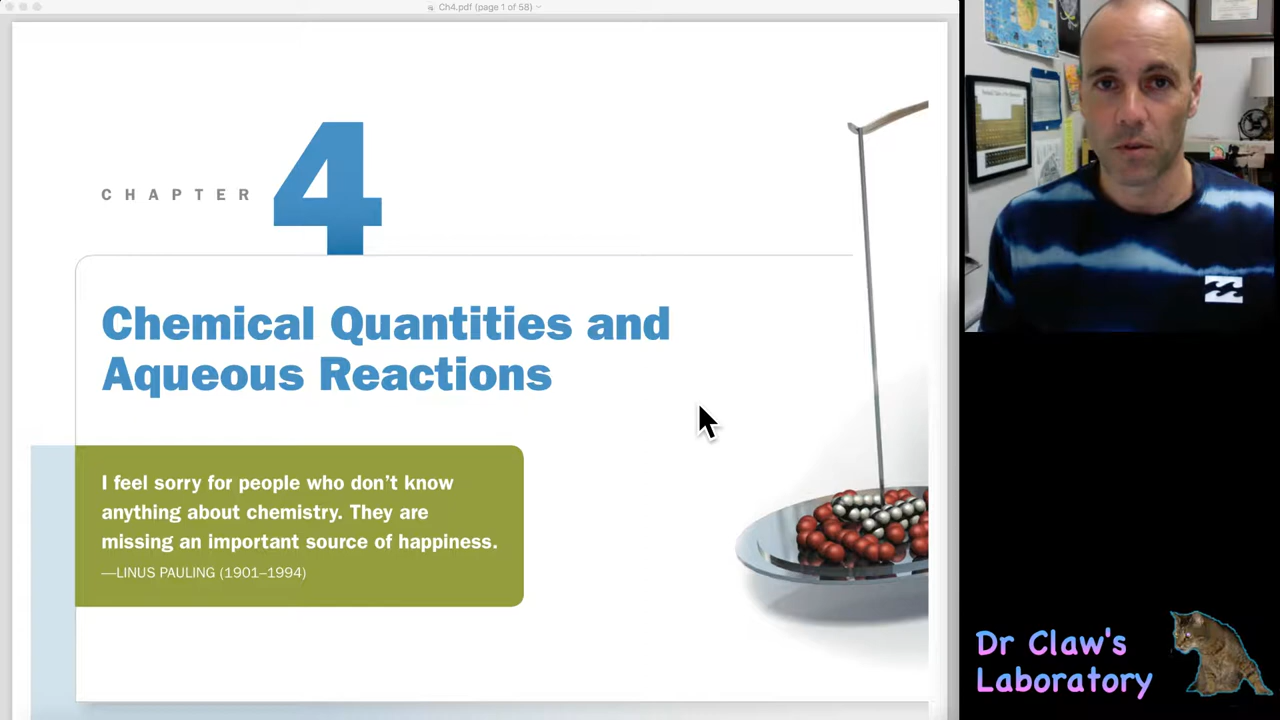 Ch4.pdf (page 1 of 58)
CHAPTER 4
Chemical Quantities and
Aqueous Reactions
I feel sorry for people who don’t know
anything about chemistry. They are
missing an important source of happiness.
—LINUS PAULING (1901–1994)
Dr Claw's
Laboratory